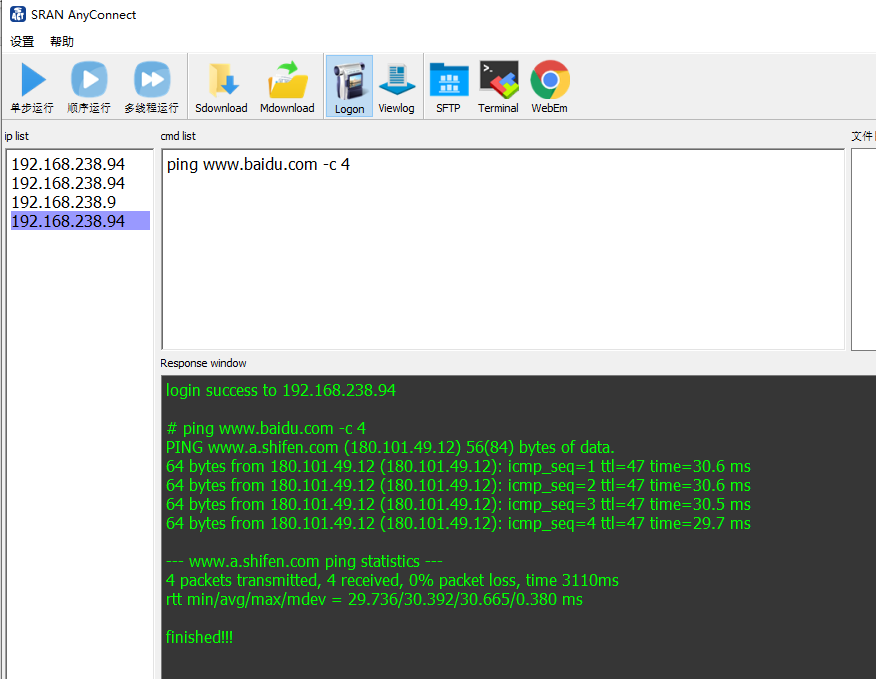 SRAN AnyConnect
设置 帮助
单步运行 顺序运行 多线程运行 Sdownload Mdownload Logon Viewlog SFTP Terminal WebEm
ip list
cmd list
文件
192.168.238.94
192.168.238.94
192.168.238.9
192.168.238.94
ping www.baidu.com -c 4
Response window
login success to 192.168.238.94
# ping www.baidu.com -c 4
PING www.a.shifen.com (180.101.49.12) 56(84) bytes of data.
64 bytes from 180.101.49.12 (180.101.49.12): icmp_seq=1 ttl=47 time=30.6 ms
64 bytes from 180.101.49.12 (180.101.49.12): icmp_seq=2 ttl=47 time=30.6 ms
64 bytes from 180.101.49.12 (180.101.49.12): icmp_seq=3 ttl=47 time=30.5 ms
64 bytes from 180.101.49.12 (180.101.49.12): icmp_seq=4 ttl=47 time=29.7 ms
--- www.a.shifen.com ping statistics ---
4 packets transmitted, 4 received, 0% packet loss, time 3110ms
rtt min/avg/max/mdev = 29.736/30.392/30.665/0.380 ms
finished!!!